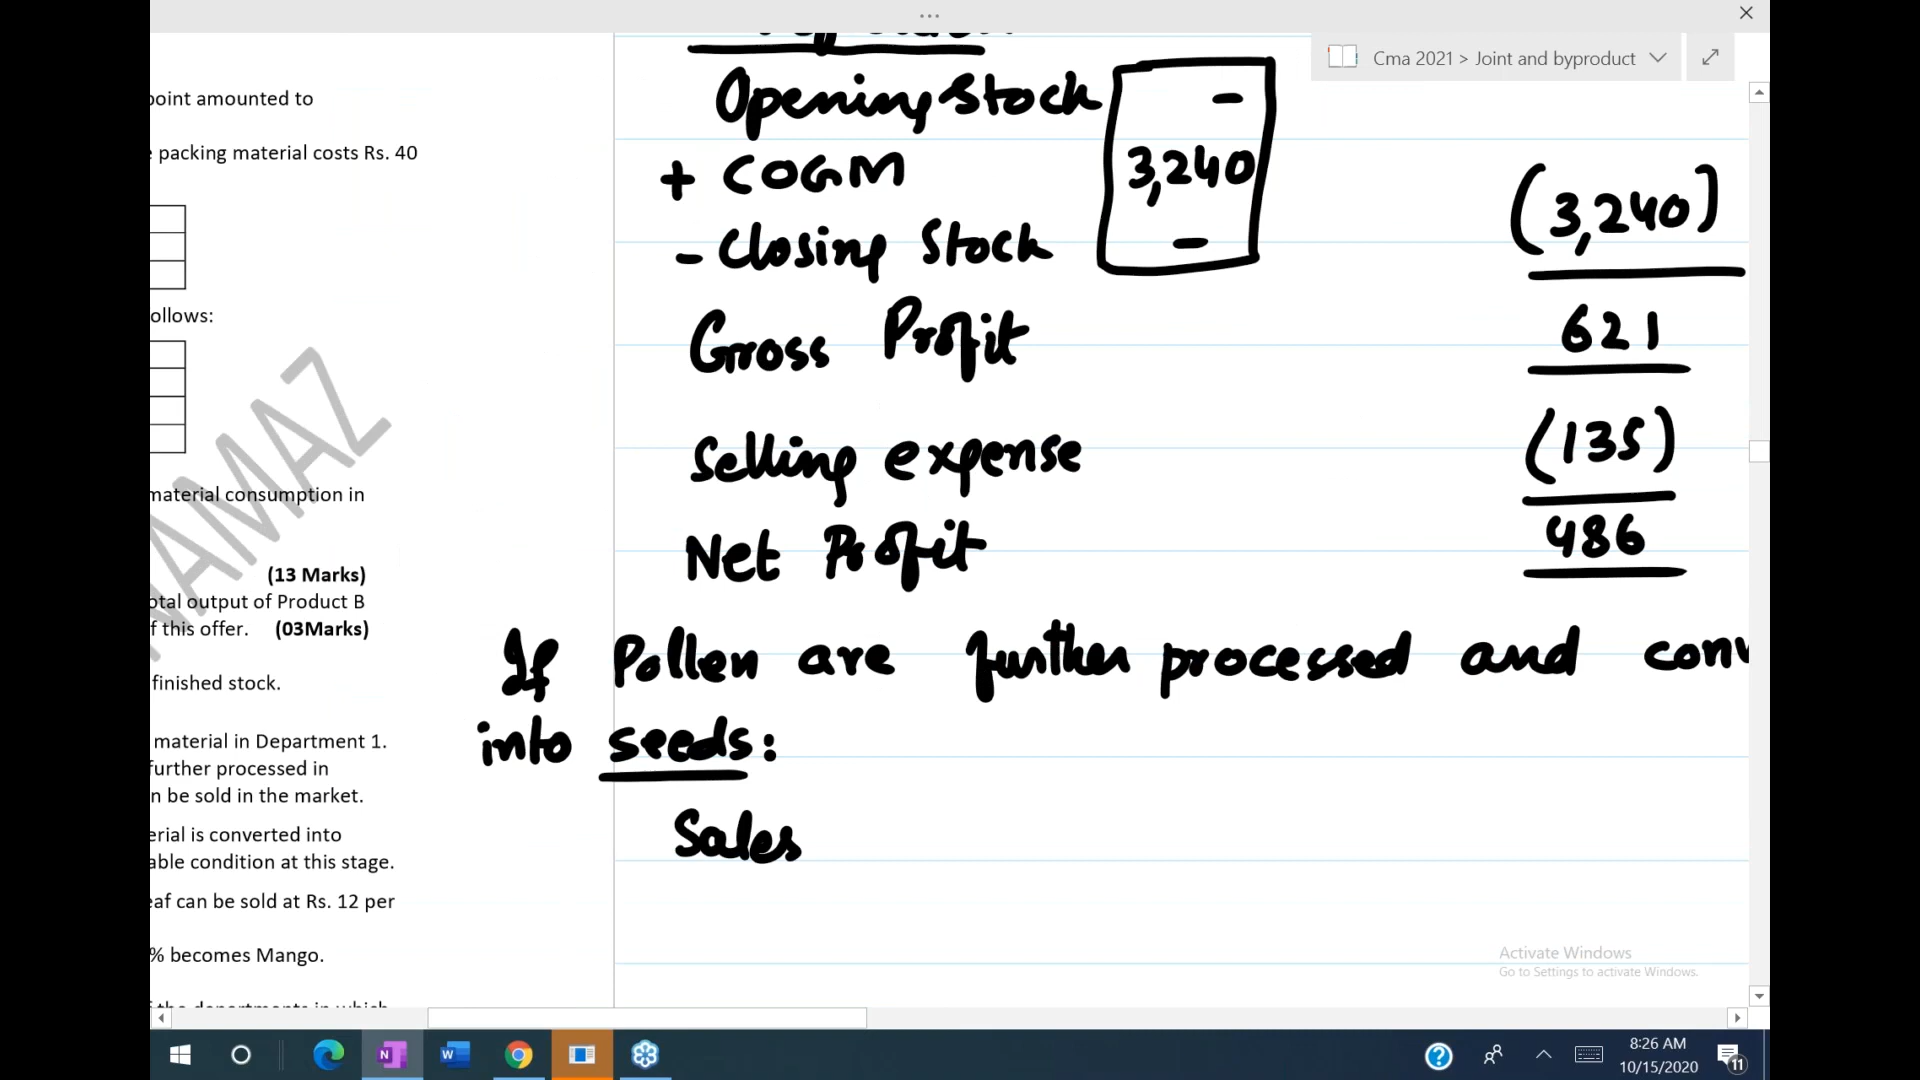 ...
Cma 2021 > Joint and byproduct
point amounted to
packing material costs Rs. 40
ollows:
material consumption in
(13 Marks)
otal output of Product B
f this offer. (03Marks)
finished stock.
material in Department 1.
further processed in
n be sold in the market.
erial is converted into
able condition at this stage.
eaf can be sold at Rs. 12 per
% becomes Mango.
NAMAZ
Opening Stock -
+ COGM 3,240 (3,240)
- Closing Stock -
Gross Profit 621
Selling expense (135)
Net Profit 486
If Pollen are further processed and conv
into seeds:
Sales
Activate Windows
Go to Settings to activate Windows.
8:26 AM
10/15/2020
11